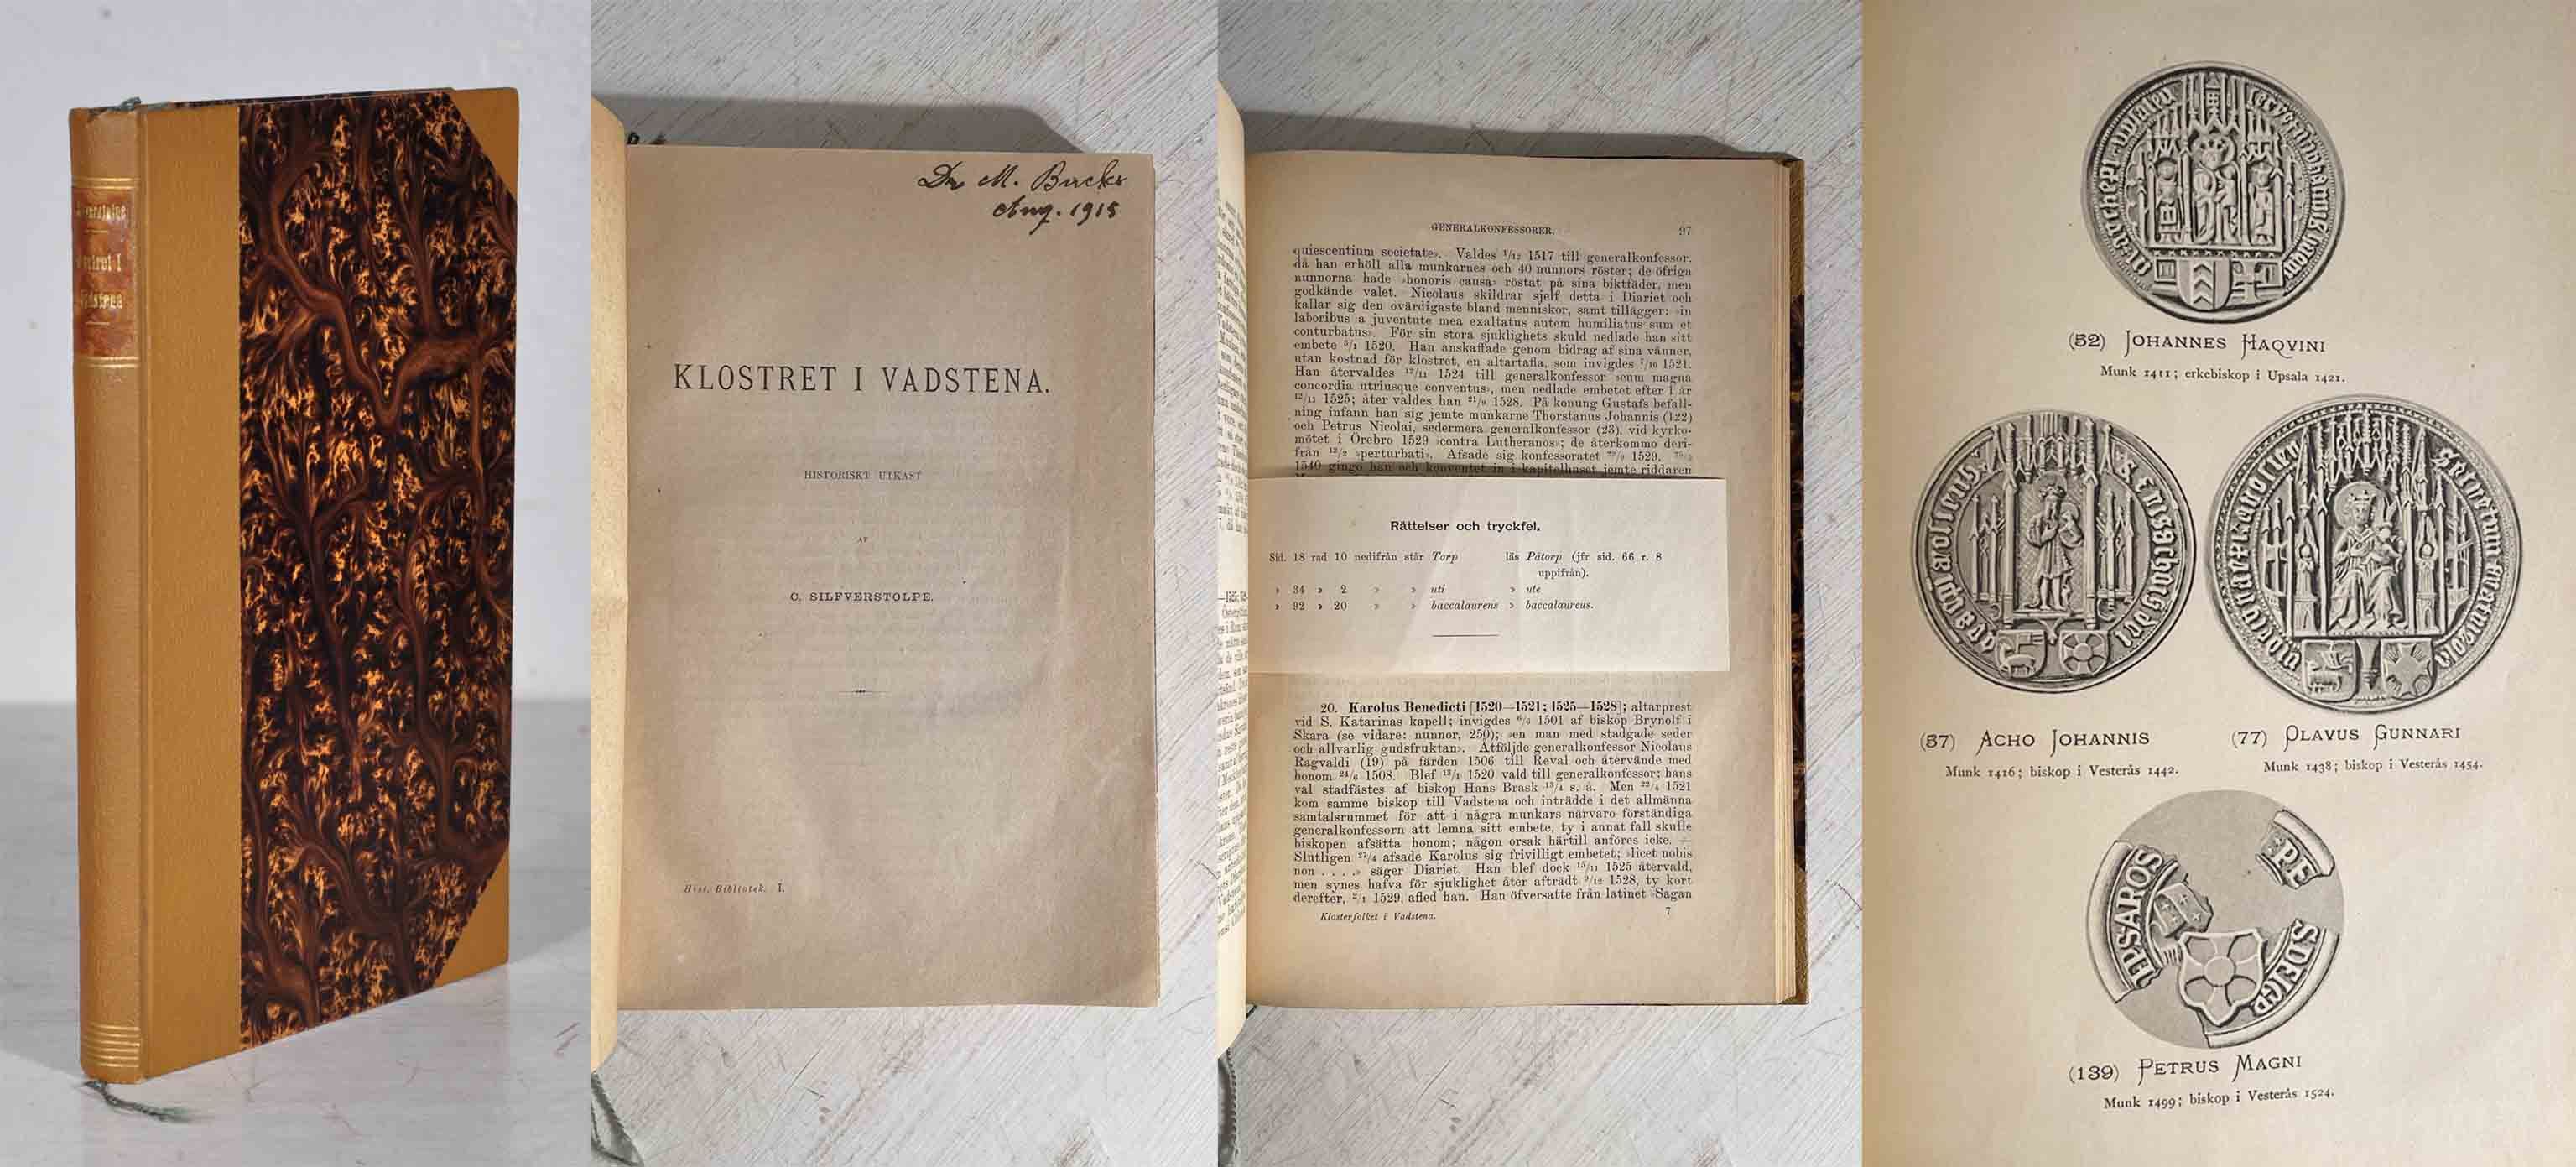 Vadstena
Dr M. Bucks
Aug. 1915
KLOSTRET I VADSTENA.
HISTORISKT UTKAST
AF
C. SILFVERSTOLPE.
Hist. Bibliotek. I.
GENERALKONFESSORER. 97
quiescentium societate». Valdes 1/12 1517 till generalkonfessor,
då han erhöll alla munkarnes och 40 nunnors röster; de öfriga
nunnorna hade »honoris causa» röstat på sina biktfäder, men
godkände valet. Nicolaus skildrar sjelf detta i Diariet och
kallar sig den ovärdigaste bland menniskor, samt tillägger: »in
laboribus a juventute mea exaltatus autem humiliatus sum et
conturbatus». För sin stora sjuklighets skuld nedlade han sitt
embete 5/1 1520. Han anskaffade genom bidrag af sina vänner,
utan kostnad för klostret, en altartafla, som invigdes 7/10 1521.
Han återvaldes 12/11 1524 till generalkonfessor »cum magna
concordia utriusque conventus», men nedlade embetet efter 1 år
12/11 1525; åter valdes han 21/9 1528. På konung Gustafs befall-
ning infann han sig jemte munkarne Thorstanus Johannis (122)
och Petrus Nicolai, sedermera generalkonfessor (23), vid kyrko-
mötet i Örebro 1529 »contra Lutheranos»; de återkommo deri-
från 12/2 »perturbati». Afsade sig konfessoratet 22/9 1529.
1540 gingo han och konventet in i kapitelhuset jemte riddaren
Rättelser och tryckfel.
Sid. 18 rad 10 nedifrån står Torp läs Påtorp (jfr sid. 66 r. 8
uppifrån).
» 34 » 2 » » uti » ute
» 92 » 20 » » baccalaurens » baccalaureus.
20. Karolus Benedicti [1520—1521; 1525—1528]; altarprest
vid S. Katarinas kapell; invigdes 6/6 1501 af biskop Brynolf i
Skara (se vidare: nunnor, 250); »en man med stadgade seder
och allvarlig gudsfruktan». Åtföljde generalkonfessor Nicolaus
Ragvaldi (19) på färden 1506 till Reval och återvände med
honom 24/6 1508. Blef 13/1 1520 vald till generalkonfessor; hans
val stadfästes af biskop Hans Brask 13/4 s. å. Men 22/4 1521
kom samme biskop till Vadstena och inträdde i det allmänna
samtalsrummet för att i några munkars närvaro förständiga
generalkonfessorn att lemna sitt embete, ty i annat fall skulle
biskopen afsätta honom; någon orsak härtill anföres icke. —
Slutligen 27/4 afsade Karolus sig frivilligt embetet; »licet nobis
non . . . .» säger Diariet. Han blef dock 15/11 1525 återvald,
men synes hafva för sjuklighet åter afträdt 9/12 1528, ty kort
derefter, 2/1 1529, afled han. Han öfversatte från latinet »Sagan
Klosterfolket i Vadstena. 7
(52) JOHANNES HAQVINI
Munk 1411; erkebiskop i Upsala 1421.
(57) ACHO JOHANNIS
Munk 1416; biskop i Vesterås 1442.
(77) OLAVUS GUNNARI
Munk 1438; biskop i Vesterås 1454.
PE
(139) PETRUS MAGNI
Munk 1499; biskop i Vesterås 1524.